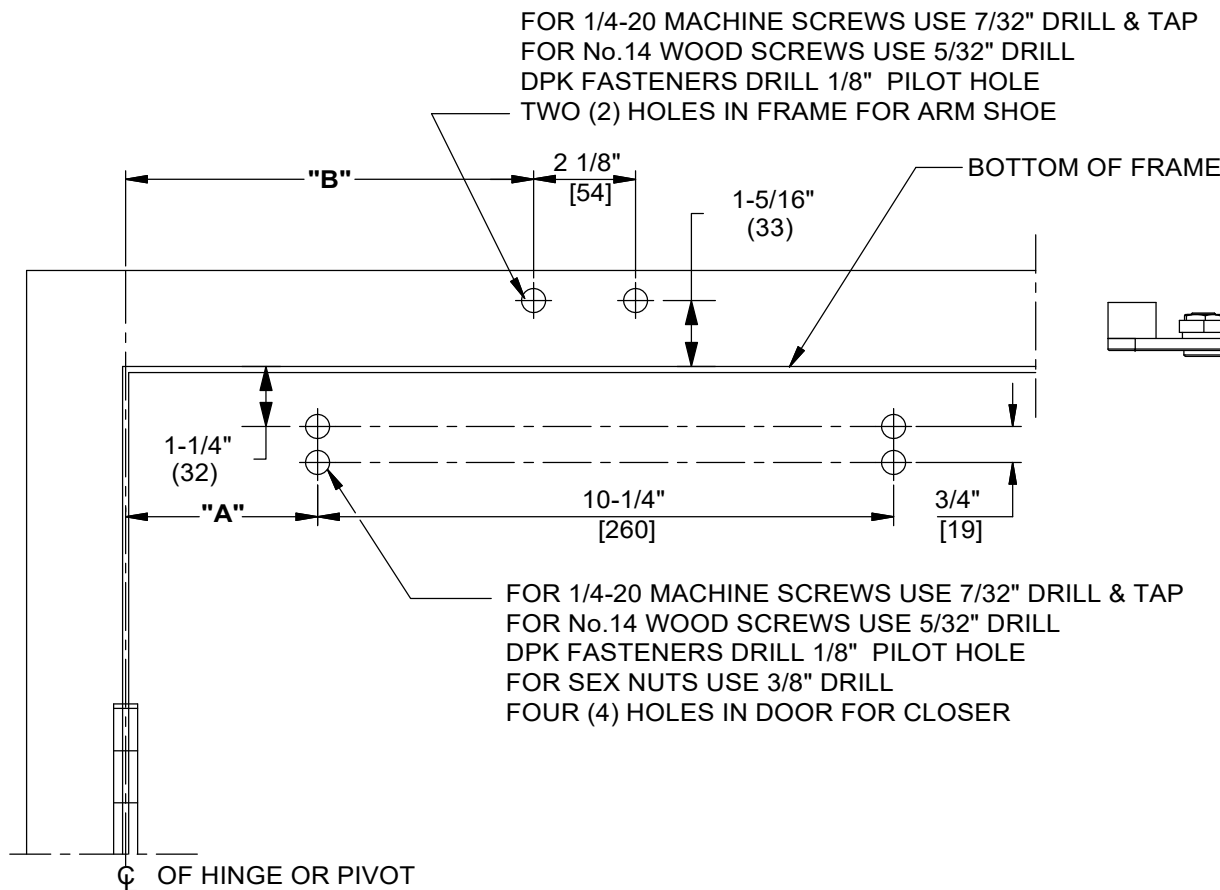 FOR 1/4-20 MACHINE SCREWS USE 7/32" DRILL & TAP
FOR No.14 WOOD SCREWS USE 5/32" DRILL
DPK FASTENERS DRILL 1/8" PILOT HOLE
TWO (2) HOLES IN FRAME FOR ARM SHOE
"B"
2 1/8"
[54]
BOTTOM OF FRAME
1-5/16"
(33)
1-1/4"
(32)
"A"
10-1/4"
[260]
3/4"
[19]
FOR 1/4-20 MACHINE SCREWS USE 7/32" DRILL & TAP
FOR No.14 WOOD SCREWS USE 5/32" DRILL
DPK FASTENERS DRILL 1/8" PILOT HOLE
FOR SEX NUTS USE 3/8" DRILL
FOUR (4) HOLES IN DOOR FOR CLOSER
℄ OF HINGE OR PIVOT